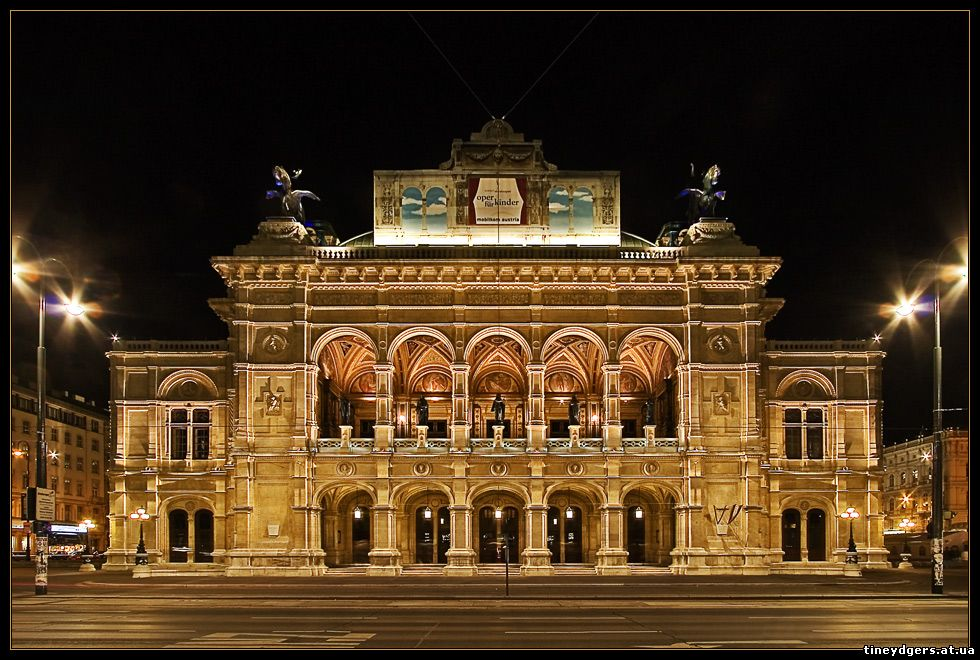 oper
für kinder
mobilkom austria
tineydgers.at.ua